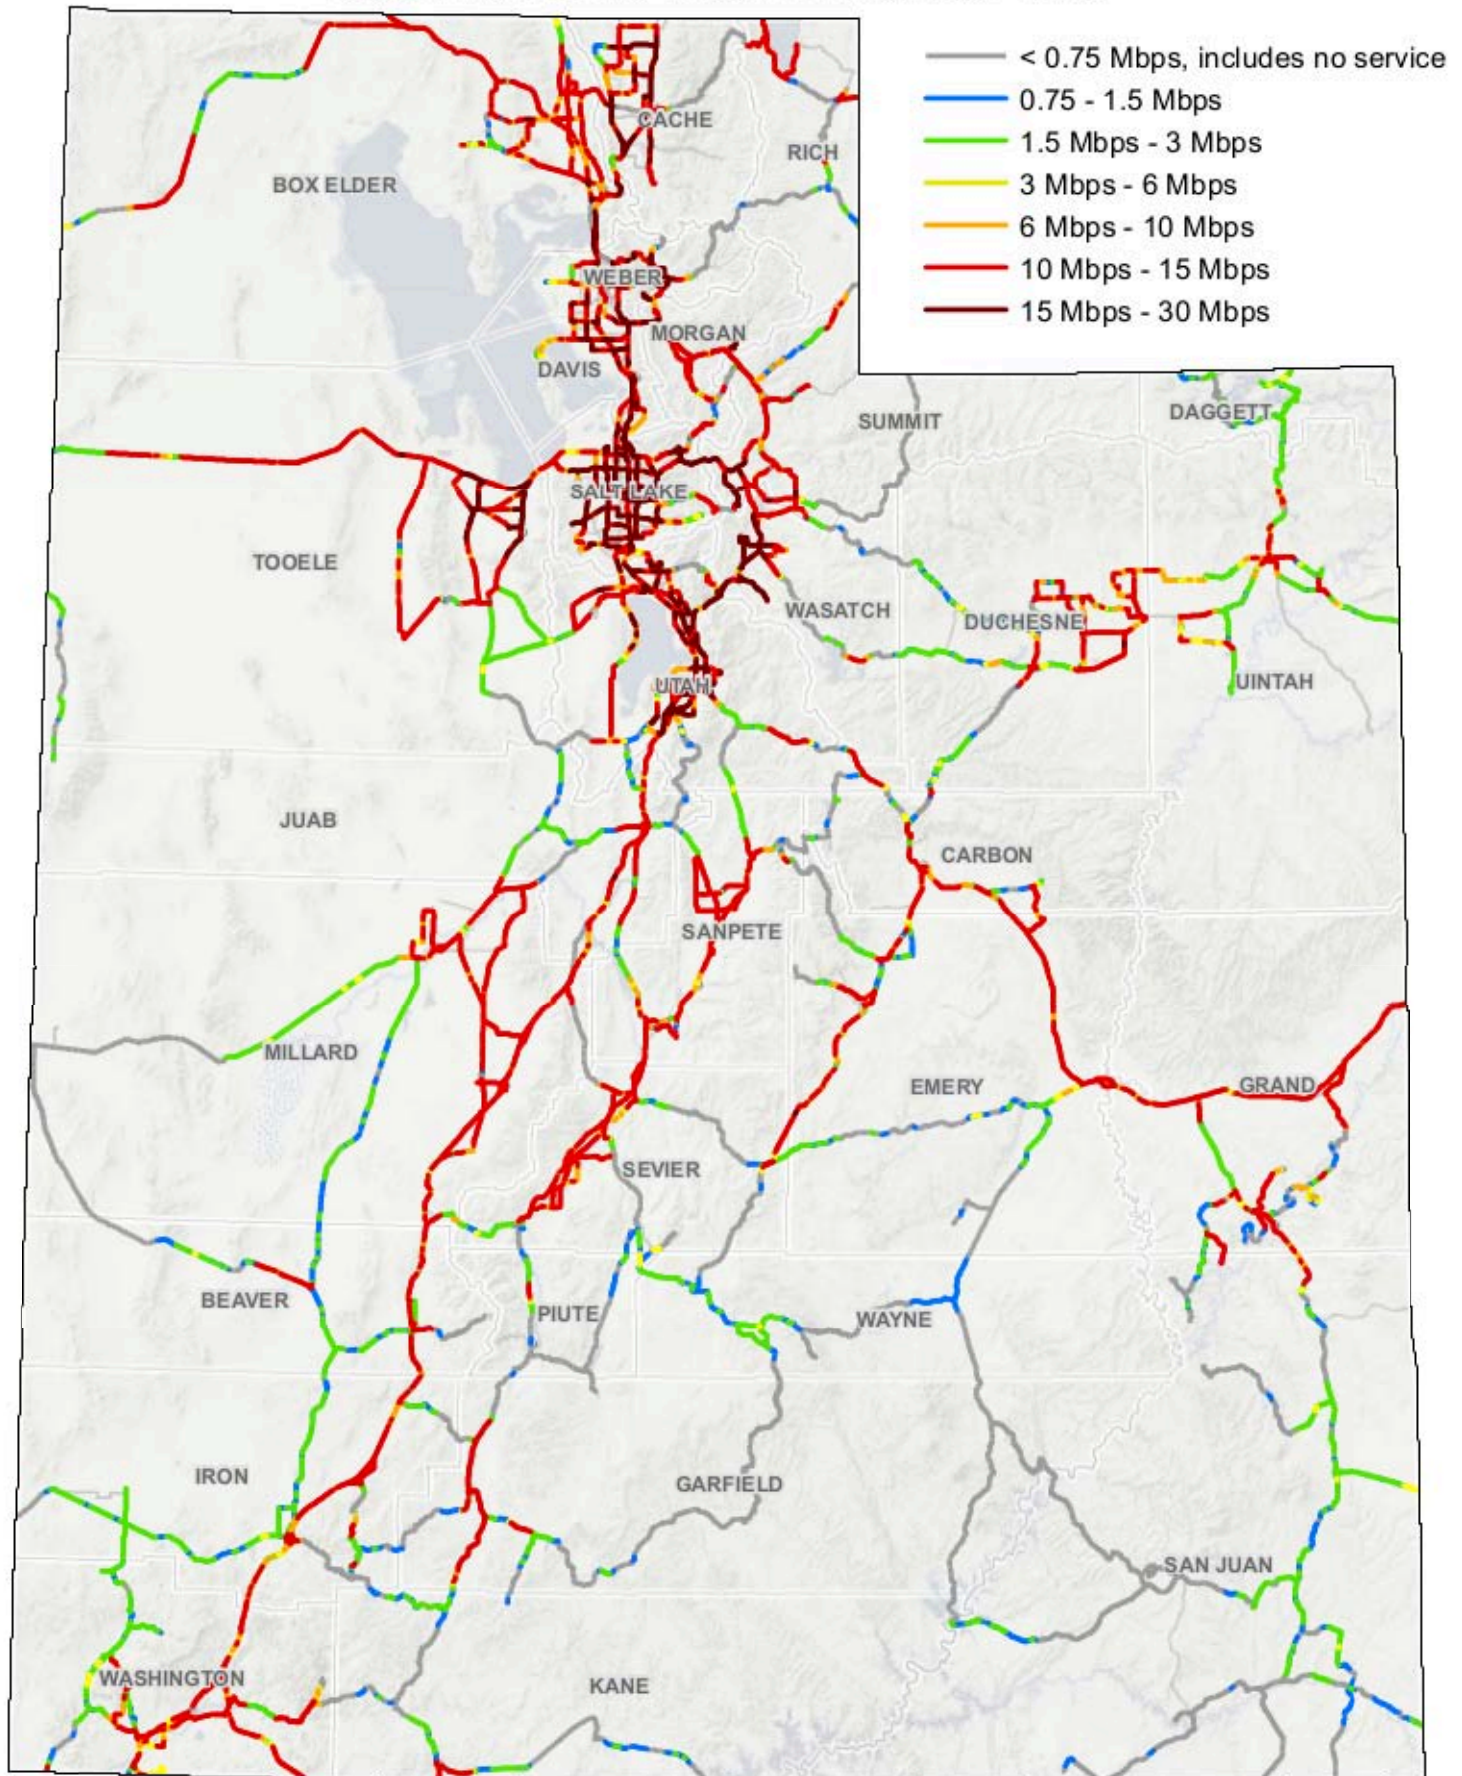 < 0.75 Mbps, includes no service
0.75 - 1.5 Mbps
1.5 Mbps - 3 Mbps
3 Mbps - 6 Mbps
6 Mbps - 10 Mbps
10 Mbps - 15 Mbps
15 Mbps - 30 Mbps
CACHE
RICH
BOX ELDER
WEBER
MORGAN
DAVIS
SUMMIT
DAGGETT
SALT LAKE
TOOELE
WASATCH
DUCHESNE
UTAH
UINTAH
JUAB
CARBON
SANPETE
MILLARD
EMERY
GRAND
SEVIER
BEAVER
PIUTE
WAYNE
IRON
GARFIELD
SAN JUAN
WASHINGTON
KANE